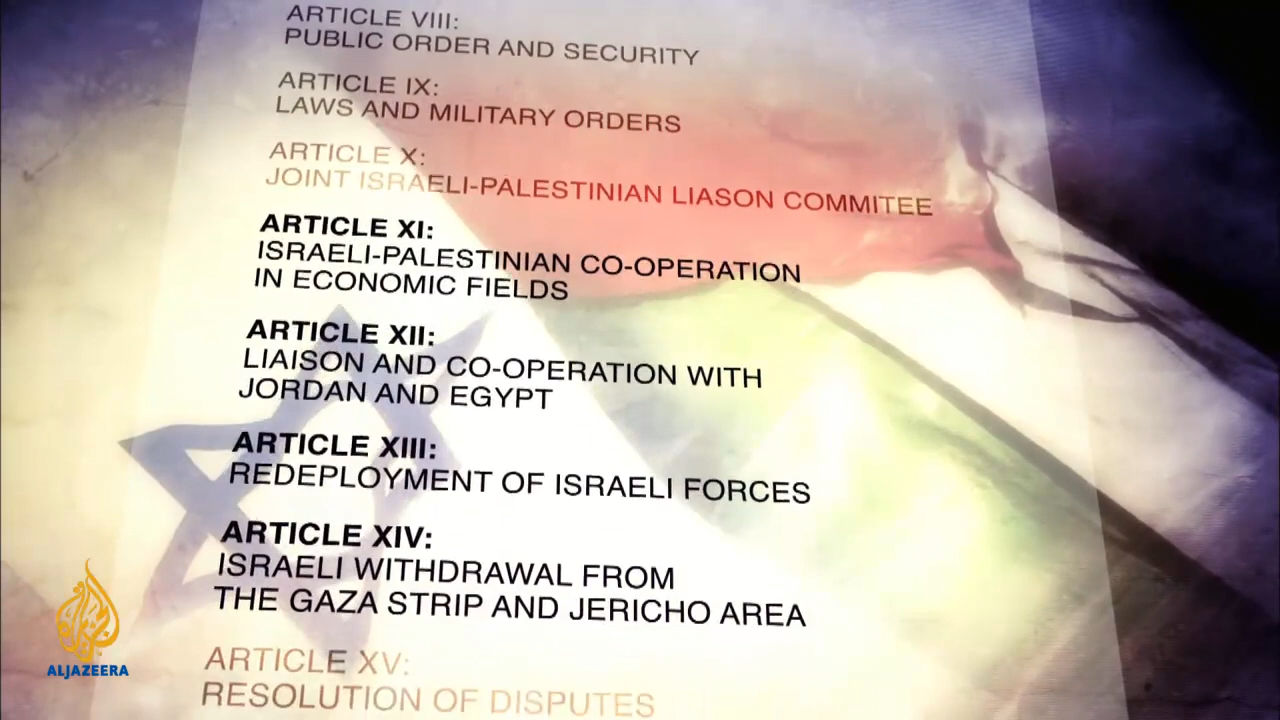 ARTICLE VIII:
PUBLIC ORDER AND SECURITY
ARTICLE IX:
LAWS AND MILITARY ORDERS
ARTICLE X:
JOINT ISRAELI-PALESTINIAN LIASON COMMITEE
ARTICLE XI:
ISRAELI-PALESTINIAN CO-OPERATION
IN ECONOMIC FIELDS
ARTICLE XII:
LIAISON AND CO-OPERATION WITH
JORDAN AND EGYPT
ARTICLE XIII:
REDEPLOYMENT OF ISRAELI FORCES
ARTICLE XIV:
ISRAELI WITHDRAWAL FROM
THE GAZA STRIP AND JERICHO AREA
ARTICLE XV:
RESOLUTION OF DISPUTES
ALJAZEERA